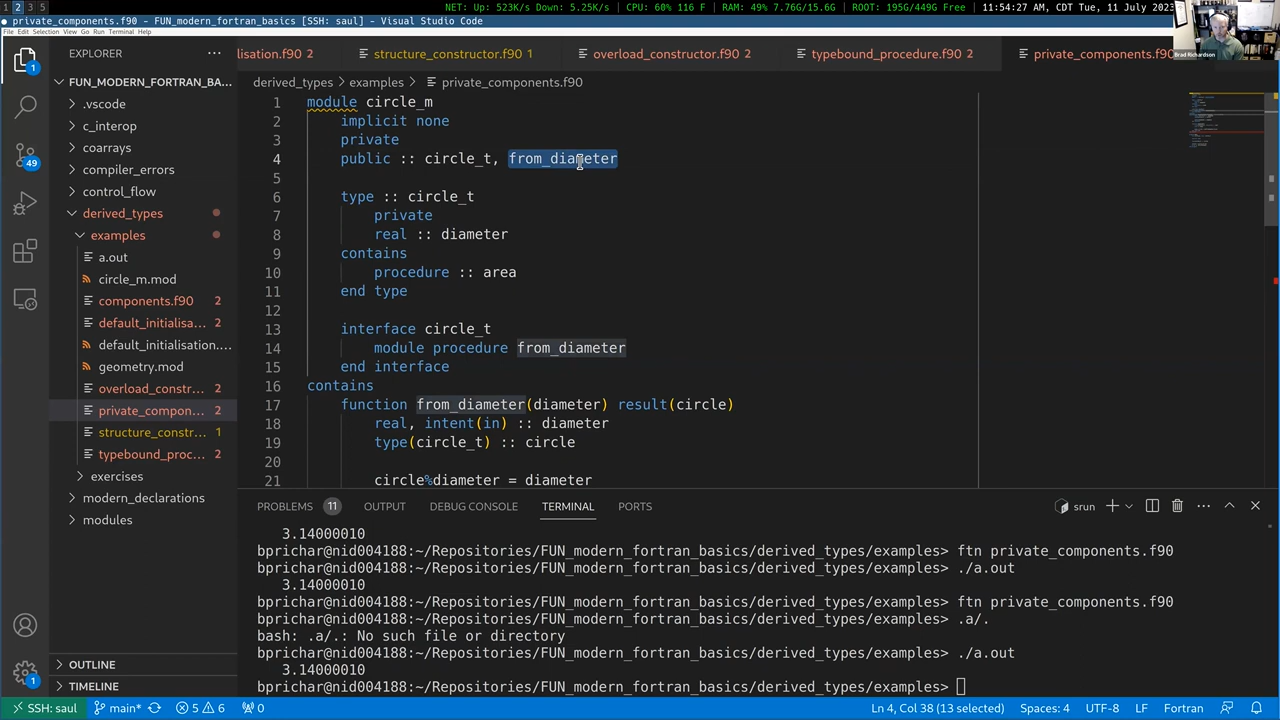 1 2 3 5
NET: Up: 523K/s Down: 5.25K/s CPU: 60% 116 F RAM: 49% 7.76G/15.6G ROOT: 195G/449G Free 11:54:27 AM, CDT Tue, 11 July 2023
private_components.f90 - FUN_modern_fortran_basics [SSH: saul] - Visual Studio Code
File Edit Selection View Go Run Terminal Help
Brad Richardson
EXPLORER ···
lisation.f90 2 structure_constructor.f90 1 overload_constructor.f90 2 typebound_procedure.f90 2 private_components.f90
FUN_MODERN_FORTRAN_BA...
derived_types > examples > private_components.f90
.vscode
c_interop
coarrays
compiler_errors
control_flow
derived_types
examples
a.out
circle_m.mod
components.f90 2
default_initialisa... 2
default_initialisation....
geometry.mod
overload_constr... 2
private_compon... 2
structure_constr... 1
typebound_proc... 2
exercises
modern_declarations
modules
OUTLINE
TIMELINE
1
49
1
1 module circle_m
2 implicit none
3 private
4 public :: circle_t, from_diameter
5
6 type :: circle_t
7 private
8 real :: diameter
9 contains
10 procedure :: area
11 end type
12
13 interface circle_t
14 module procedure from_diameter
15 end interface
16 contains
17 function from_diameter(diameter) result(circle)
18 real, intent(in) :: diameter
19 type(circle_t) :: circle
20
21 circle%diameter = diameter
PROBLEMS 11 OUTPUT DEBUG CONSOLE TERMINAL PORTS srun
3.14000010
bprichar@nid004188:~/Repositories/FUN_modern_fortran_basics/derived_types/examples> ftn private_components.f90
bprichar@nid004188:~/Repositories/FUN_modern_fortran_basics/derived_types/examples> ./a.out
3.14000010
bprichar@nid004188:~/Repositories/FUN_modern_fortran_basics/derived_types/examples> ftn private_components.f90
bprichar@nid004188:~/Repositories/FUN_modern_fortran_basics/derived_types/examples> .a/.
bash: .a/.: No such file or directory
bprichar@nid004188:~/Repositories/FUN_modern_fortran_basics/derived_types/examples> ./a.out
3.14000010
bprichar@nid004188:~/Repositories/FUN_modern_fortran_basics/derived_types/examples>
SSH: saul main* 5 6 0 Ln 4, Col 38 (13 selected) Spaces: 4 UTF-8 LF Fortran